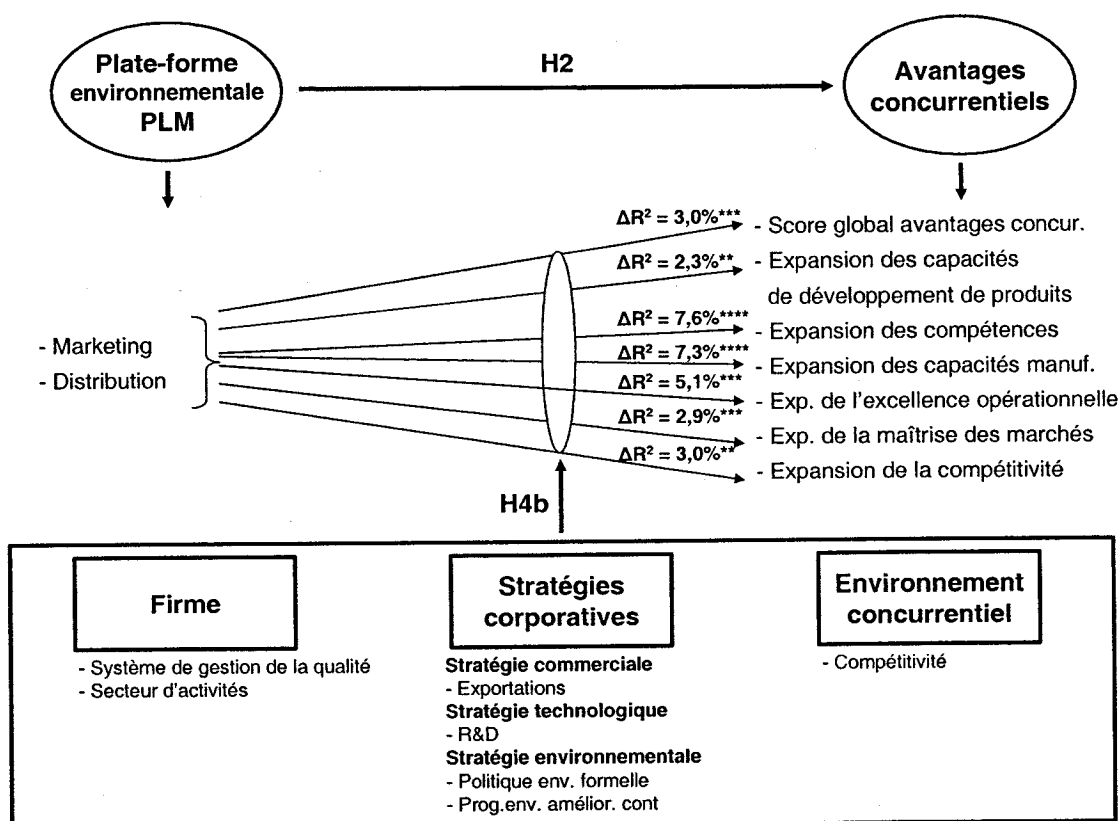 Plate-forme
environnementale
PLM
H2
Avantages
concurrentiels
ΔR² = 3,0%***
- Score global avantages concur.
ΔR² = 2,3%**
- Expansion des capacités
de développement de produits
ΔR² = 7,6%****
- Expansion des compétences
ΔR² = 7,3%****
- Expansion des capacités manuf.
ΔR² = 5,1%***
- Exp. de l'excellence opérationnelle
ΔR² = 2,9%***
- Exp. de la maîtrise des marchés
ΔR² = 3,0%**
- Expansion de la compétitivité
- Marketing
- Distribution
H4b
Firme
- Système de gestion de la qualité
- Secteur d'activités
Stratégies
corporatives
Stratégie commerciale
- Exportations
Stratégie technologique
- R&D
Stratégie environnementale
- Politique env. formelle
- Prog.env. amélior. cont
Environnement
concurrentiel
- Compétitivité